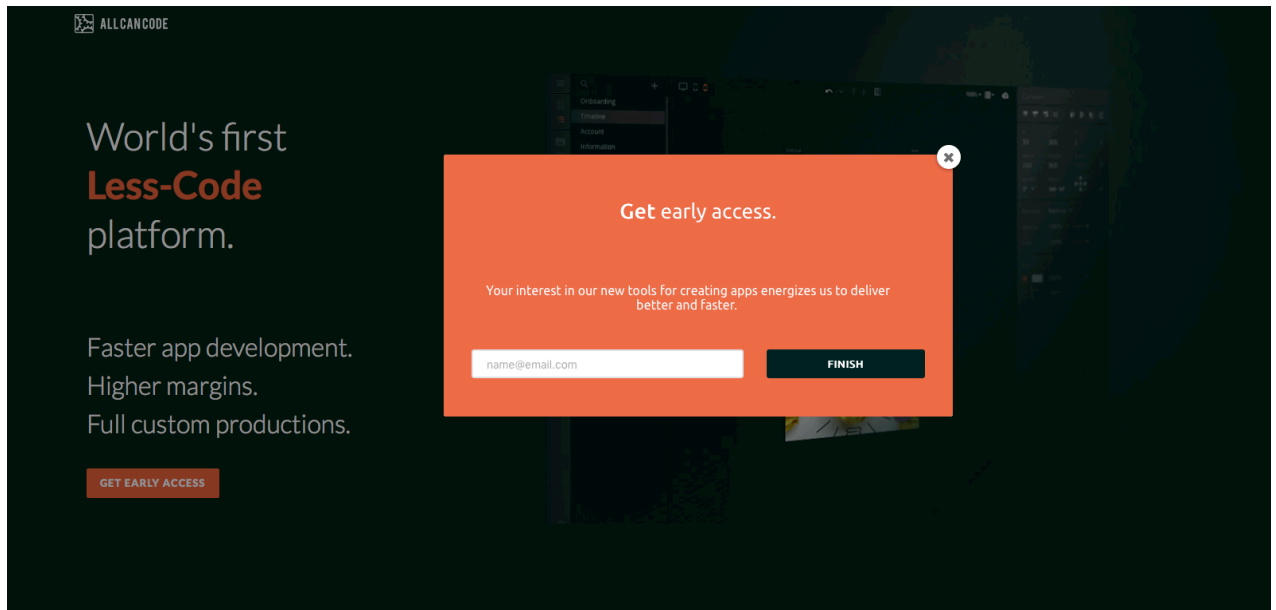 ALLCANCODE
World's first
Less-Code
platform.
Faster app development.
Higher margins.
Full custom productions.
GET EARLY ACCESS
Onboarding
Timeline
Account
Information
Get early access.
Your interest in our new tools for creating apps energizes us to deliver
better and faster.
name@email.com
FINISH